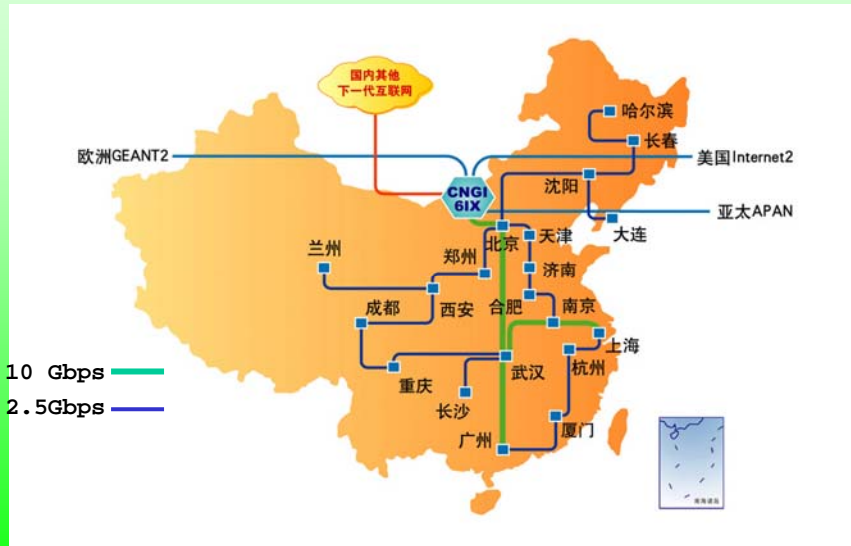 国内其他
下一代互联网
哈尔滨
长春
欧洲GEANT2
美国Internet2
沈阳
CNGI
6IX
亚太APAN
北京
天津
大连
兰州
郑州
济南
成都
西安
合肥
南京
上海
10 Gbps
杭州
重庆
武汉
2.5Gbps
长沙
厦门
广州
南海诸岛